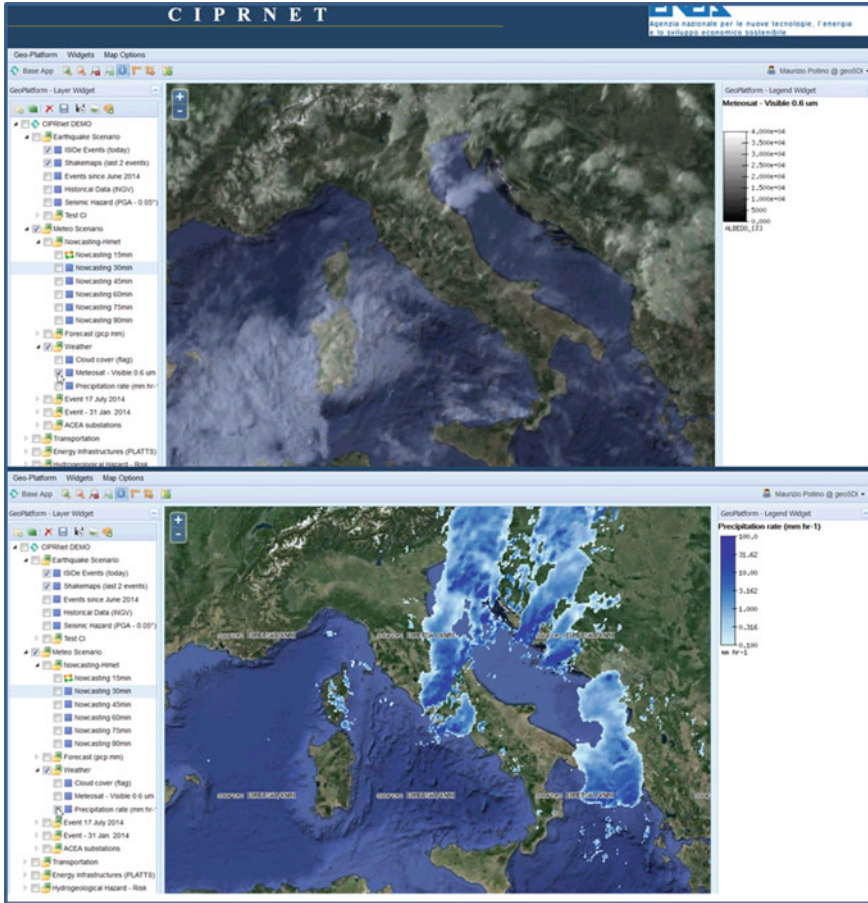 CIPRNET
Agenzia nazionale per le nuove tecnologie, l'energia
e lo sviluppo economico sostenibile
Geo-Platform Widgets Map Options
Base App
Maurizio Pollino @ geoSDI
GeoPlatform - Layer Widget
CIPRNet DEMO
Earthquake Scenario
ISIDe Events (today)
Shakemaps (last 2 events)
Events since June 2014
Historical Data (INGV)
Seismic Hazard (PGA - 0.05°)
Test CI
Meteo Scenario
Nowcasting-Himet
Nowcasting 15min
Nowcasting 30min
Nowcasting 45min
Nowcasting 60min
Nowcasting 75min
Nowcasting 90min
Forecast (pcp mm)
Weather
Cloud cover (flag)
Meteosat - Visible 0.6 um
Precipitation rate (mm hr-
Event 17 July 2014
Event - 31 Jan. 2014
ACEA substations
Transportation
Energy Infrastructures (PLATTS)
Hydrogeological Hazard - Risk
GeoPlatform - Legend Widget
Meteosat - Visible 0.6 um
4.000e+04
3.500e+04
3.000e+04
2.500e+04
2.000e+04
1.500e+04
1.000e+04
5000
0.000
Geo-Platform Widgets Map Options
Base App
Maurizio Pollino @ geoSDI
GeoPlatform - Layer Widget
CIPRNet DEMO
Earthquake Scenario
ISIDe Events (today)
Shakemaps (last 2 events)
Events since June 2014
Historical Data (INGV)
Seismic Hazard (PGA - 0.05°)
Test CI
Meteo Scenario
Nowcasting-Himet
Nowcasting 15min
Nowcasting 30min
Nowcasting 45min
Nowcasting 60min
Nowcasting 75min
Nowcasting 90min
Forecast (pcp mm)
Weather
Cloud cover (flag)
Meteosat - Visible 0.6 um
Precipitation rate (mm hr-
Event 17 July 2014
Event - 31 Jan. 2014
ACEA substations
Transportation
Energy Infrastructures (PLATTS)
Hydrogeological Hazard - Risk
GeoPlatform - Legend Widget
Precipitation rate (mm hr-1)
100.0
31.62
10.00
3.162
1.000
0.316
0.100
mm hr-1